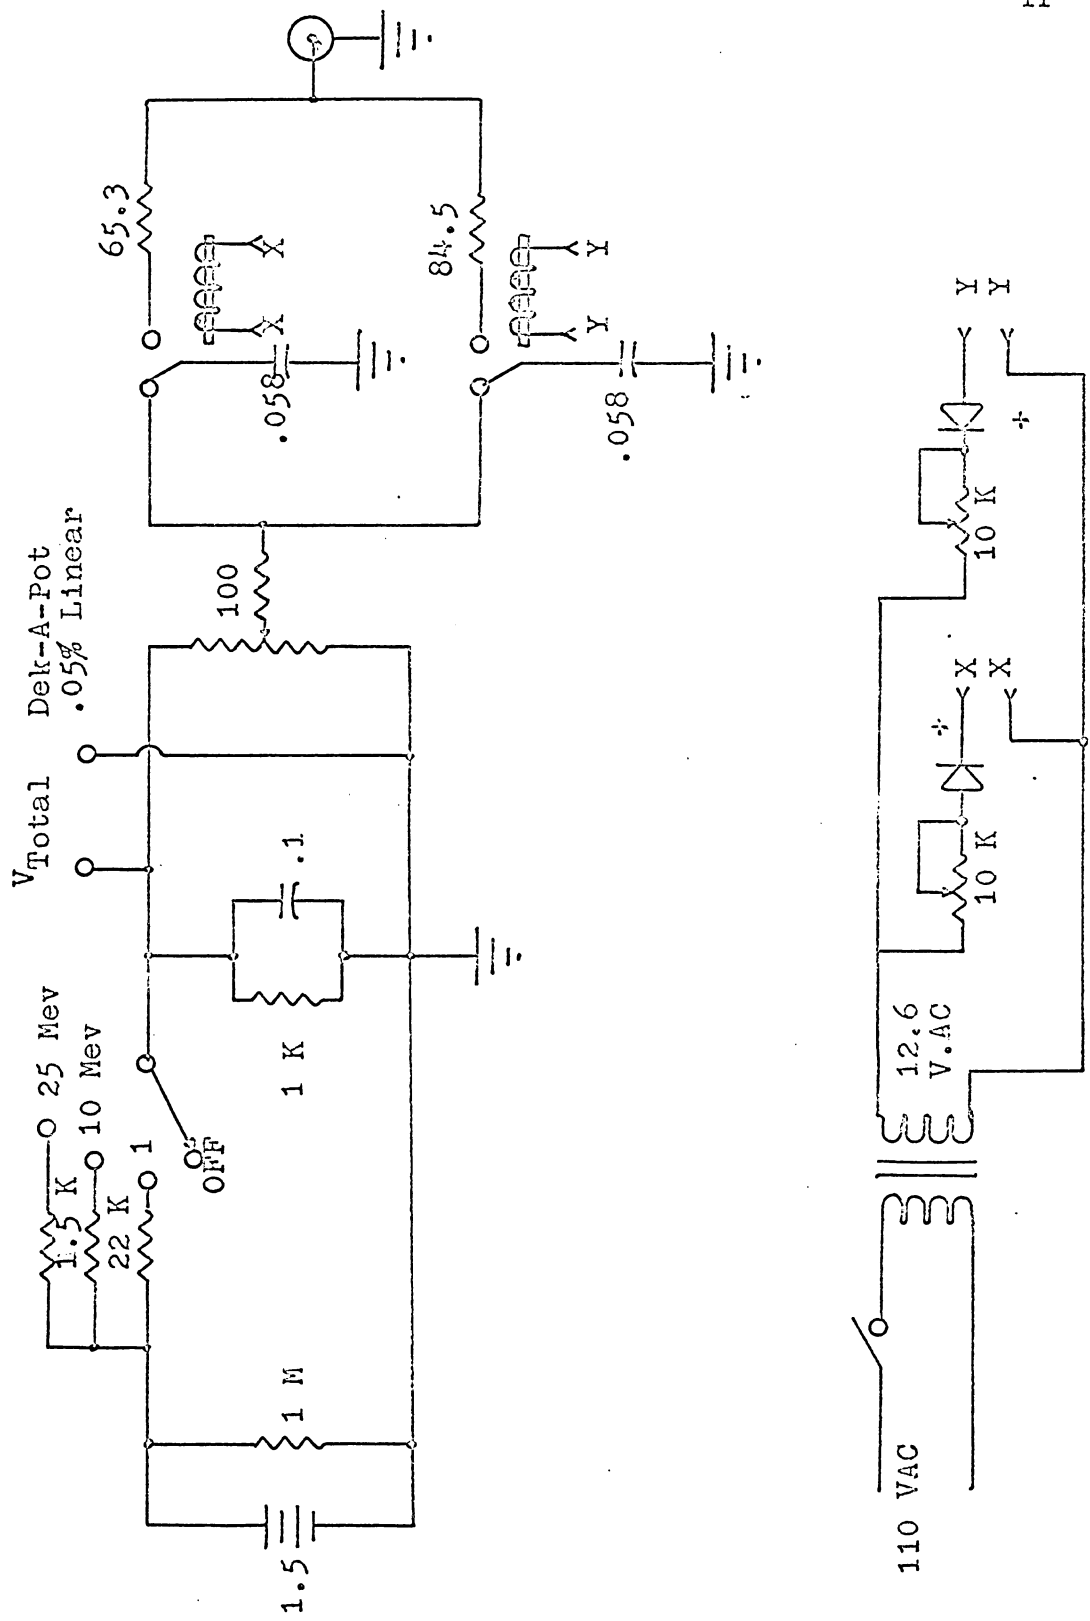 11
V Total
Dek-A-Pot
.05% Linear
25 Mev
10 Mev
1
1.5 K
22 K
OFF
1.5
1 M
1 K
.1
100
65.3
X X
.058
84.5
Y Y
.058
110 VAC
12.6
V.AC
10 K
+
X
X
10 K
+
Y
Y